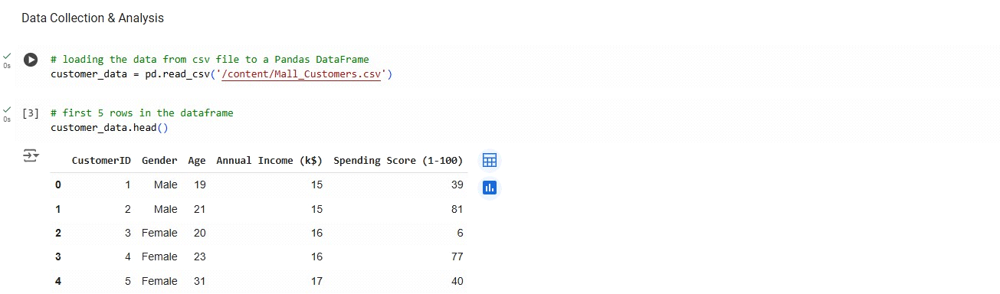 Data Collection & Analysis
0s
# loading the data from csv file to a Pandas DataFrame
customer_data = pd.read_csv('/content/Mall_Customers.csv')
0s
[3] # first 5 rows in the dataframe
customer_data.head()
CustomerID Gender Age Annual Income (k$) Spending Score (1-100)
0 1 Male 19 15 39
1 2 Male 21 15 81
2 3 Female 20 16 6
3 4 Female 23 16 77
4 5 Female 31 17 40